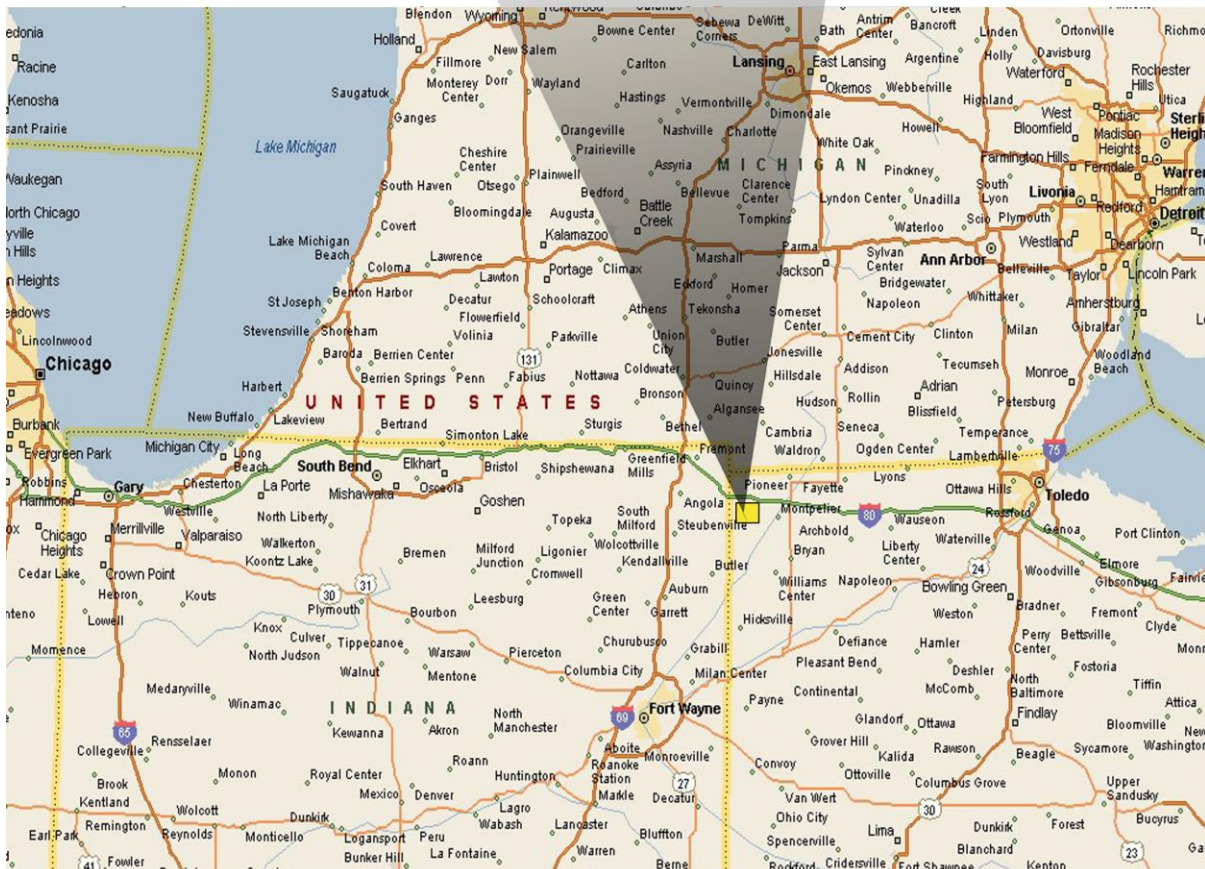 Blendon
Wyoming
Kentwood
Bowne Center
Sebewa Corners
DeWitt
Bath Center
Antrim Center
Bancroft
Linden
Ortonville
Holland
New Salem
Lansing
East Lansing
Argentine
Holly
Davisburg
Racine
Fillmore
Monterey Center
Dorr
Wayland
Carlton
Okemos
Webberville
Waterford
Rochester Hills
Kenosha
Saugatuck
Hastings
Vermontville
Dimondale
Highland
Pontiac
Utica
Ganges
Orangeville
Nashville
Charlotte
Howell
West Bloomfield
Madison Heights
Lake Michigan
Prairieville
White Oak
Farmington Hills
Ferndale
Waukegan
Cheshire Center
Plainwell
Assyria
MICHIGAN
Pinckney
Warren
South Haven
Otsego
Bedford
Bellevue
Clarence Center
South Lyon
Livonia
Redford
North Chicago
Bloomingdale
Augusta
Battle Creek
Tompkins
Lyndon Center
Unadilla
Scio
Plymouth
Detroit
Covert
Kalamazoo
Waterloo
Westland
Dearborn
Lake Michigan Beach
Lawrence
Climax
Marshall
Parma
Sylvan Center
Ann Arbor
Coloma
Lawton
Portage
Jackson
Belleville
Taylor
Lincoln Park
Benton Harbor
Decatur
Schoolcraft
Eckford
Homer
Bridgewater
Whittaker
Amherstburg
St Joseph
Flowerfield
Athens
Tekonsha
Somerset Center
Napoleon
Gibraltar
Stevensville
Shoreham
Volinia
Parkville
Union City
Butler
Cement City
Clinton
Milan
Lincolnwood
Baroda
Berrien Center
131
Jonesville
Woodland Beach
Chicago
Berrien Springs
Penn
Fabius
Nottawa
Coldwater
Hillsdale
Addison
Tecumseh
Monroe
Harbert
Bronson
Quincy
Hudson
Rollin
Adrian
Petersburg
New Buffalo
UNITED STATES
Algansee
Blissfield
Burbank
Lakeview
Bertrand
Sturgis
Bethel
Cambria
Seneca
Temperance
Evergreen Park
Michigan City
Long Beach
Simonton Lake
Fremont
Waldron
Ogden Center
Lambertville
75
Robbins
South Bend
Elkhart
Bristol
Shipshewana
Greenfield Mills
Pioneer
Fayette
Lyons
Ottawa Hills
Gary
Chesterton
La Porte
Mishawaka
Osceola
Goshen
Angola
Toledo
Hammond
Westville
Merrillville
North Liberty
Topeka
South Milford
Steubenville
Montpelier
80
Wauseon
Rossford
Chicago Heights
Valparaiso
Archbold
Genoa
Port Clinton
Walkerton
Bremen
Milford Junction
Ligonier
Wolcottville
Bryan
Liberty Center
Waterville
Cedar Lake
Crown Point
Koontz Lake
Cromwell
Kendallville
Butler
24
Woodville
Elmore
31
Auburn
Williams Center
Napoleon
Bowling Green
Gibsonburg
Hebron
Kouts
30
Plymouth
Bourbon
Leesburg
Green Center
Garrett
Weston
Bradner
Fremont
Lowell
Hicksville
Clyde
Knox
Culver
Tippecanoe
Churubusco
Defiance
Hamler
Perry Center
Bettsville
Momence
North Judson
Warsaw
Pierceton
Grabill
Walnut
Mentone
Columbia City
Milan Center
Pleasant Bend
Deshler
Fostoria
Medaryville
Payne
Continental
McComb
North Baltimore
Tiffin
Winamac
INDIANA
North Manchester
69
Fort Wayne
Glandorf
Ottawa
Findlay
Attica
65
Kewanna
Akron
Bloomville
Rensselaer
Aboite
Grover Hill
Kalida
Rawson
Beagle
Sycamore
New Washington
Collegeville
Roann
Roanoke Station
Monroeville
Convoy
Monon
Royal Center
Huntington
27
Ottoville
Columbus Grove
Upper Sandusky
Brook
Kentland
Mexico
Denver
Markle
Decatur
Van Wert
30
Wolcott
Lagro
Bucyrus
Remington
Dunkirk
Wabash
Ohio City
Dunkirk
Forest
Earl Park
Reynolds
Monticello
Logansport
Peru
Lancaster
Bluffton
Lima
Spencerville
Blanchard
23
41
Fowler
Bunker Hill
La Fontaine
Warren
Berne
Rockford
Cridersville
Fort Shawnee
Kenton